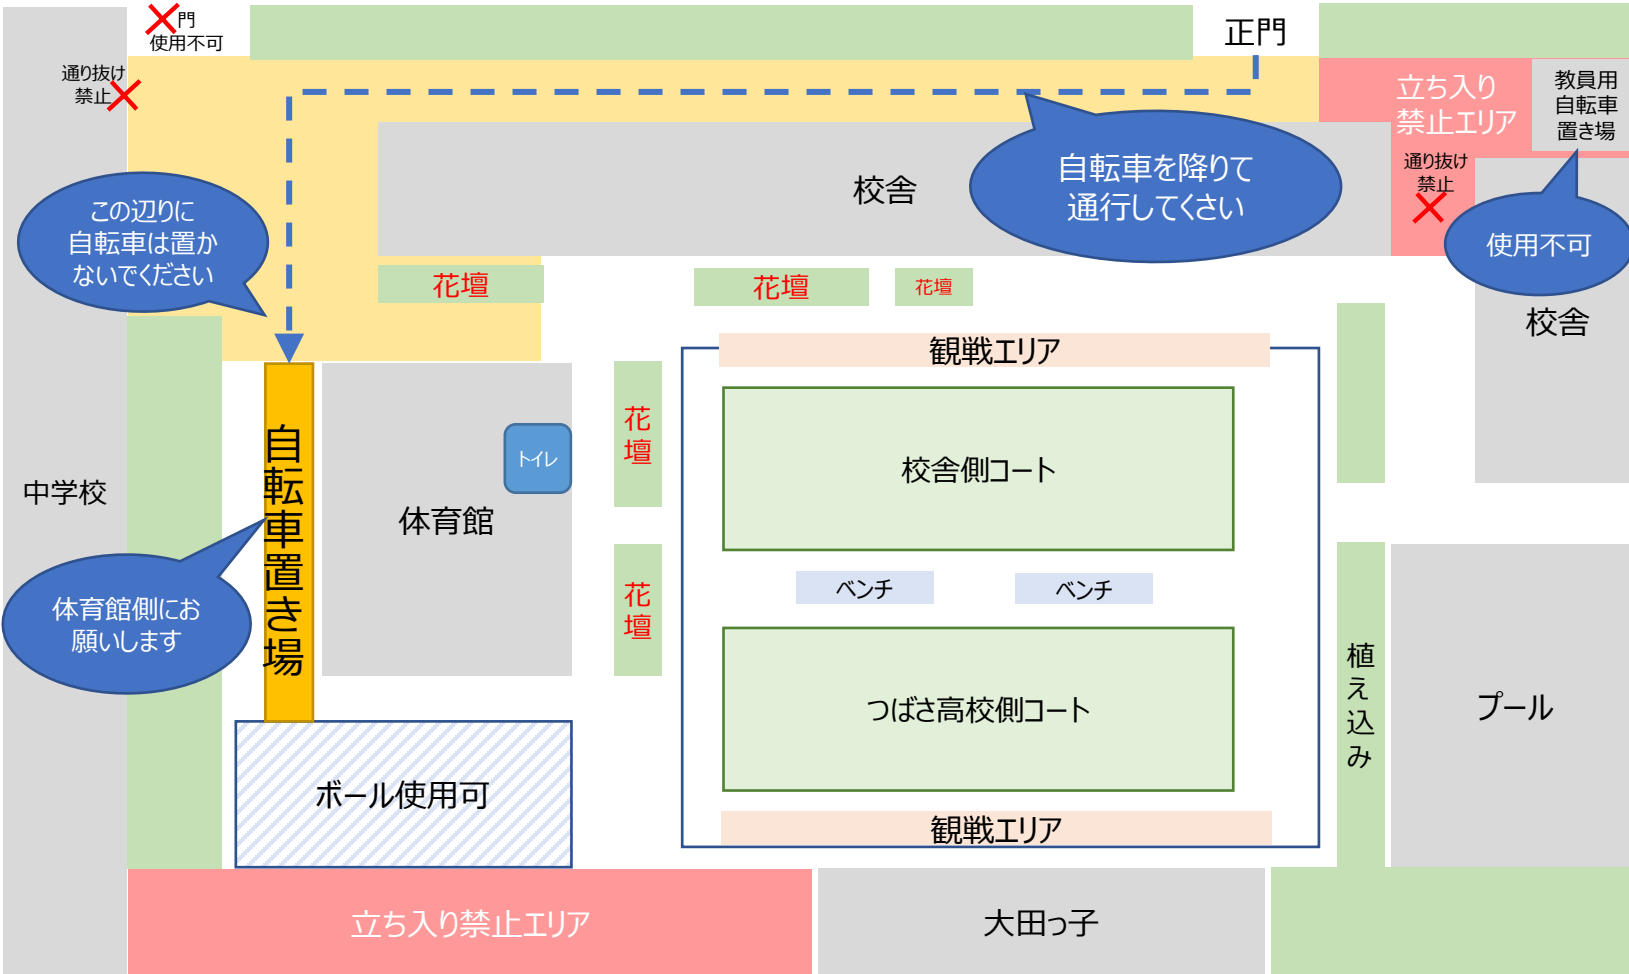 門
使用不可
正門
通り抜け
禁止
立ち入り
禁止エリア
教員用
自転車
置き場
自転車を降りて
通行してくさい
校舎
通り抜け
禁止
この辺りに
自転車は置か
ないでください
使用不可
花壇
花壇
花壇
校舎
観戦エリア
花壇
自転車置き場
トイレ
校舎側コート
中学校
体育館
ベンチ
ベンチ
体育館側にお
願いします
花壇
植え込み
つばさ高校側コート
プール
ボール使用可
観戦エリア
立ち入り禁止エリア
大田っ子